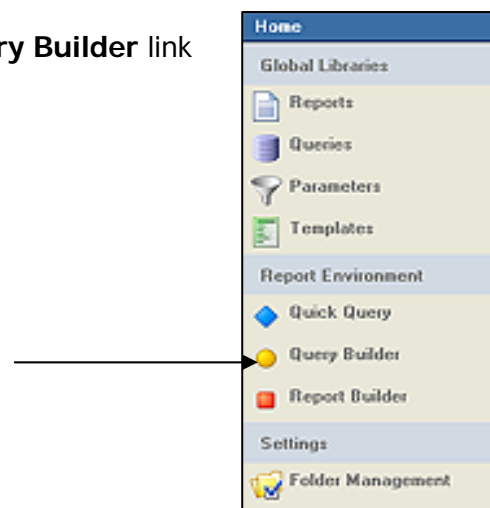 ry Builder link
Home
Global Libraries
Reports
Queries
Parameters
Templates
Report Environment
Quick Query
Query Builder
Report Builder
Settings
Folder Management